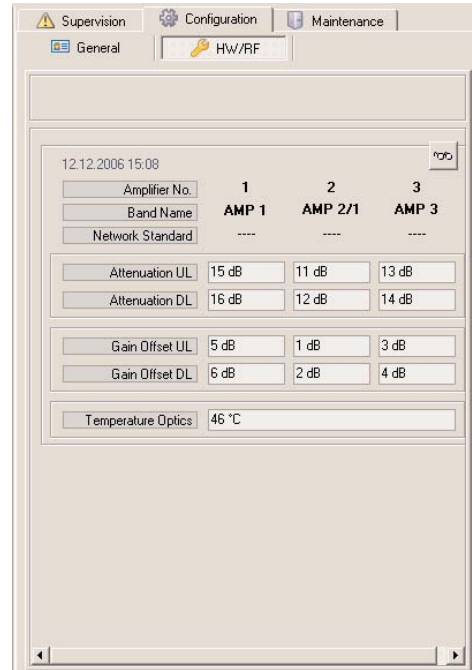 Supervision Configuration Maintenance
General HW/RF
12.12.2006 15:08
Amplifier No. 1 2 3
Band Name AMP 1 AMP 2/1 AMP 3
Network Standard ---- ---- ----
Attenuation UL 15 dB 11 dB 13 dB
Attenuation DL 16 dB 12 dB 14 dB
Gain Offset UL 5 dB 1 dB 3 dB
Gain Offset DL 6 dB 2 dB 4 dB
Temperature Optics 46 °C